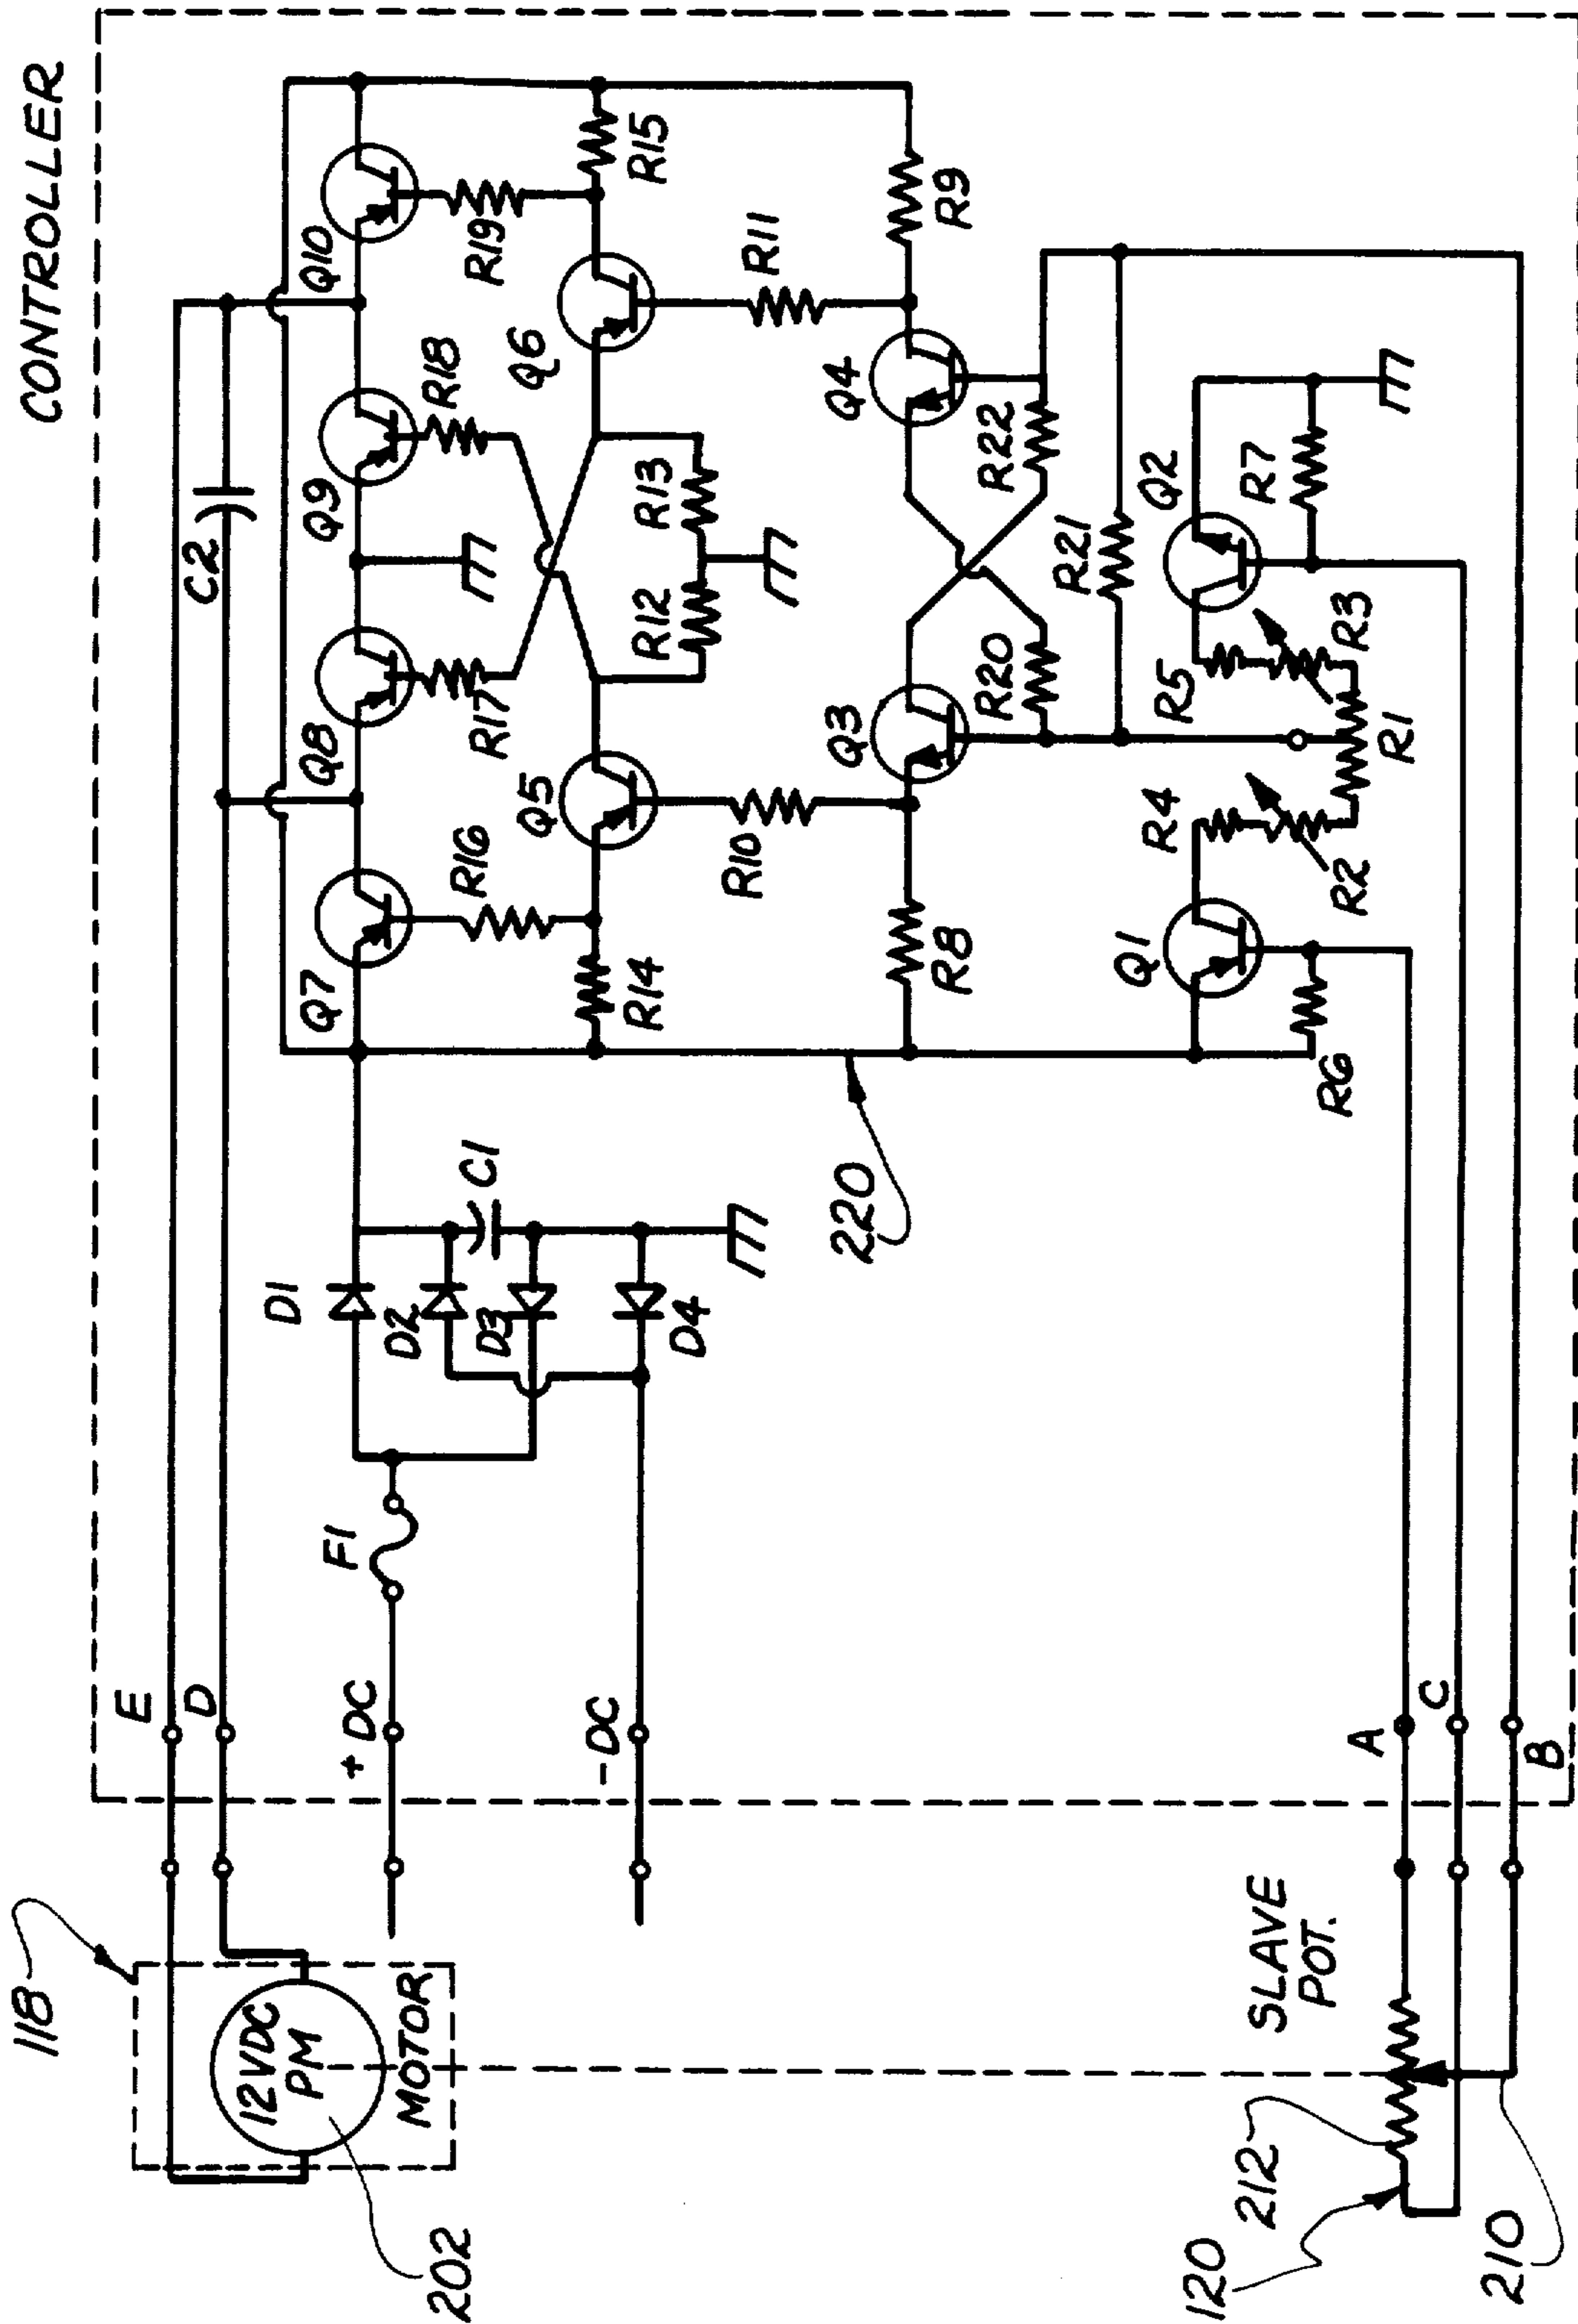 CONTROLLER
118
12VDC
PM
MOTOR
202
E
D
+ DC
- DC
F1
D1
D2
D3
D4
C1
C2
Q7
Q8
Q9
Q10
R16
R17
R18
R19
Q5
Q6
R14
R12
R13
R15
R10
R11
220
Q3
Q4
R8
R9
R20
R22
R21
Q1
Q2
R4
R5
R7
R2
R1
R3
R6
A
C
B
SLAVE
POT.
120
212
210